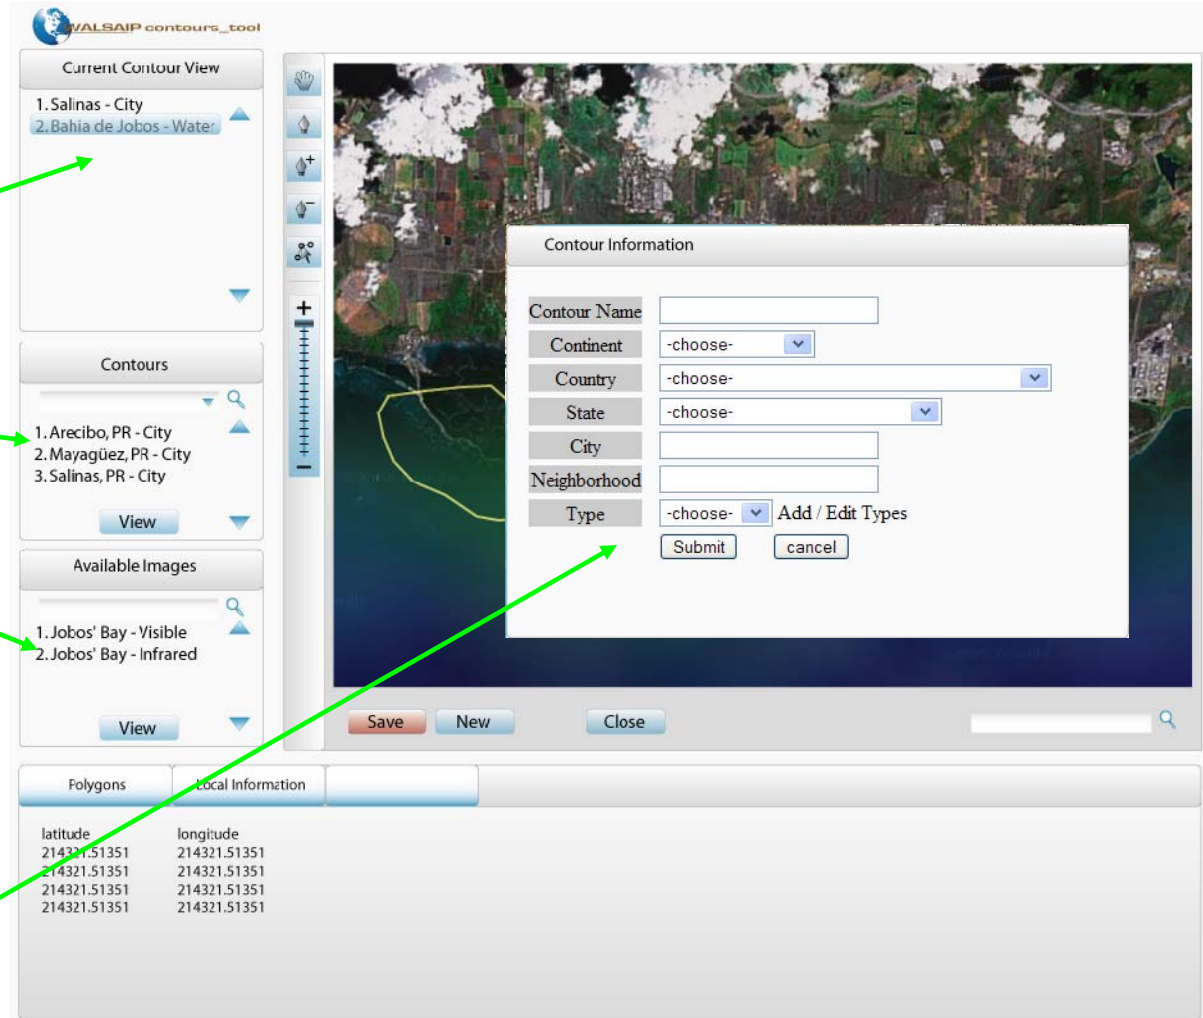 WALSAIP contours_tool
Current Contour View
1. Salinas - City
2. Bahia de Jobos - Water
Contours
1. Arecibo, PR - City
2. Mayagüez, PR - City
3. Salinas, PR - City
View
Available Images
1. Jobos' Bay - Visible
2. Jobos' Bay - Infrared
View
+
-
Contour Information
Contour Name
Continent -choose-
Country -choose-
State -choose-
City
Neighborhood
Type -choose- Add / Edit Types
Submit cancel
Save New Close
Polygons Local Information
latitude longitude
214321.51351 214321.51351
214321.51351 214321.51351
214321.51351 214321.51351
214321.51351 214321.51351